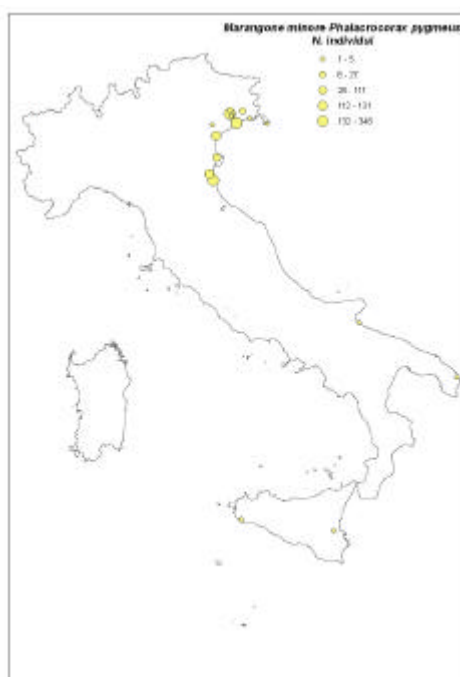 Marangone minore Phalacrocorax pygmeus
N. individui
1 - 5
6 - 27
28 - 111
112 - 131
132 - 346